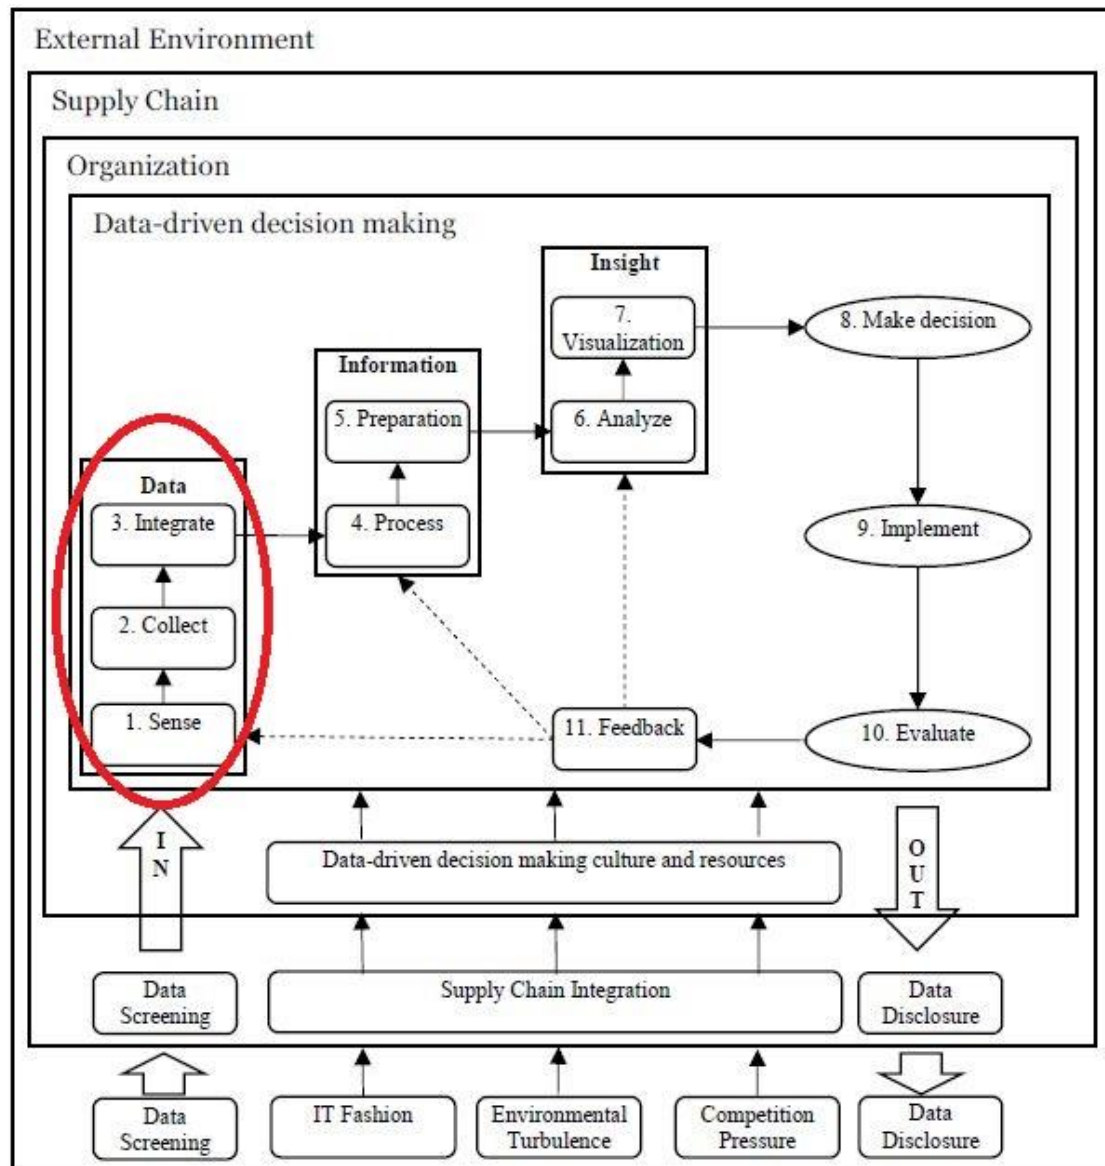 External Environment
Supply Chain
Organization
Data-driven decision making
Insight
7.
Visualization
8. Make decision
Information
5. Preparation
6. Analyze
Data
3. Integrate
4. Process
9. Implement
2. Collect
1. Sense
11. Feedback
10. Evaluate
I
N
Data-driven decision making culture and resources
O
U
T
Data
Screening
Supply Chain Integration
Data
Disclosure
Data
Screening
IT Fashion
Environmental
Turbulence
Competition
Pressure
Data
Disclosure